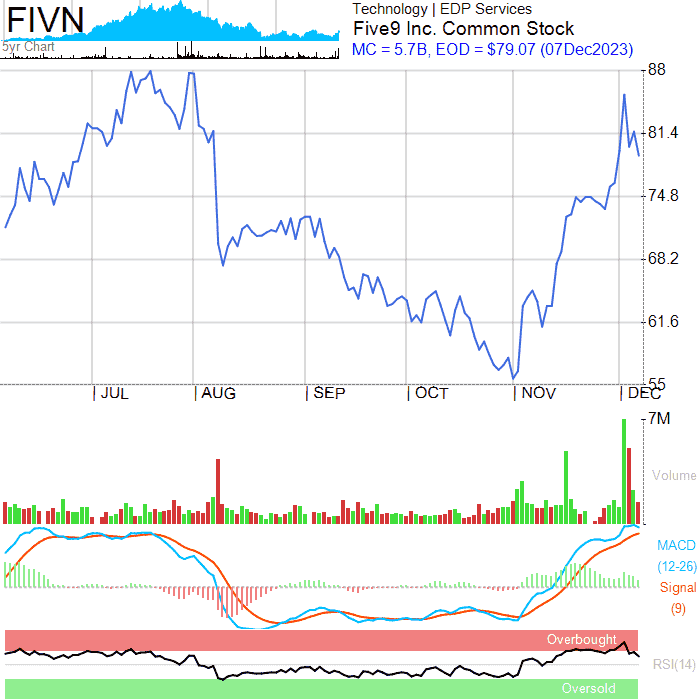 FIVN
5yr Chart
Technology | EDP Services
Five9 Inc. Common Stock
MC = 5.7B, EOD = $79.07 (07Dec2023)
88
81.4
74.8
68.2
61.6
55
JUL AUG SEP OCT NOV DEC
7M
Volume
MACD
(12-26)
Signal
(9)
Overbought
RSI(14)
Oversold